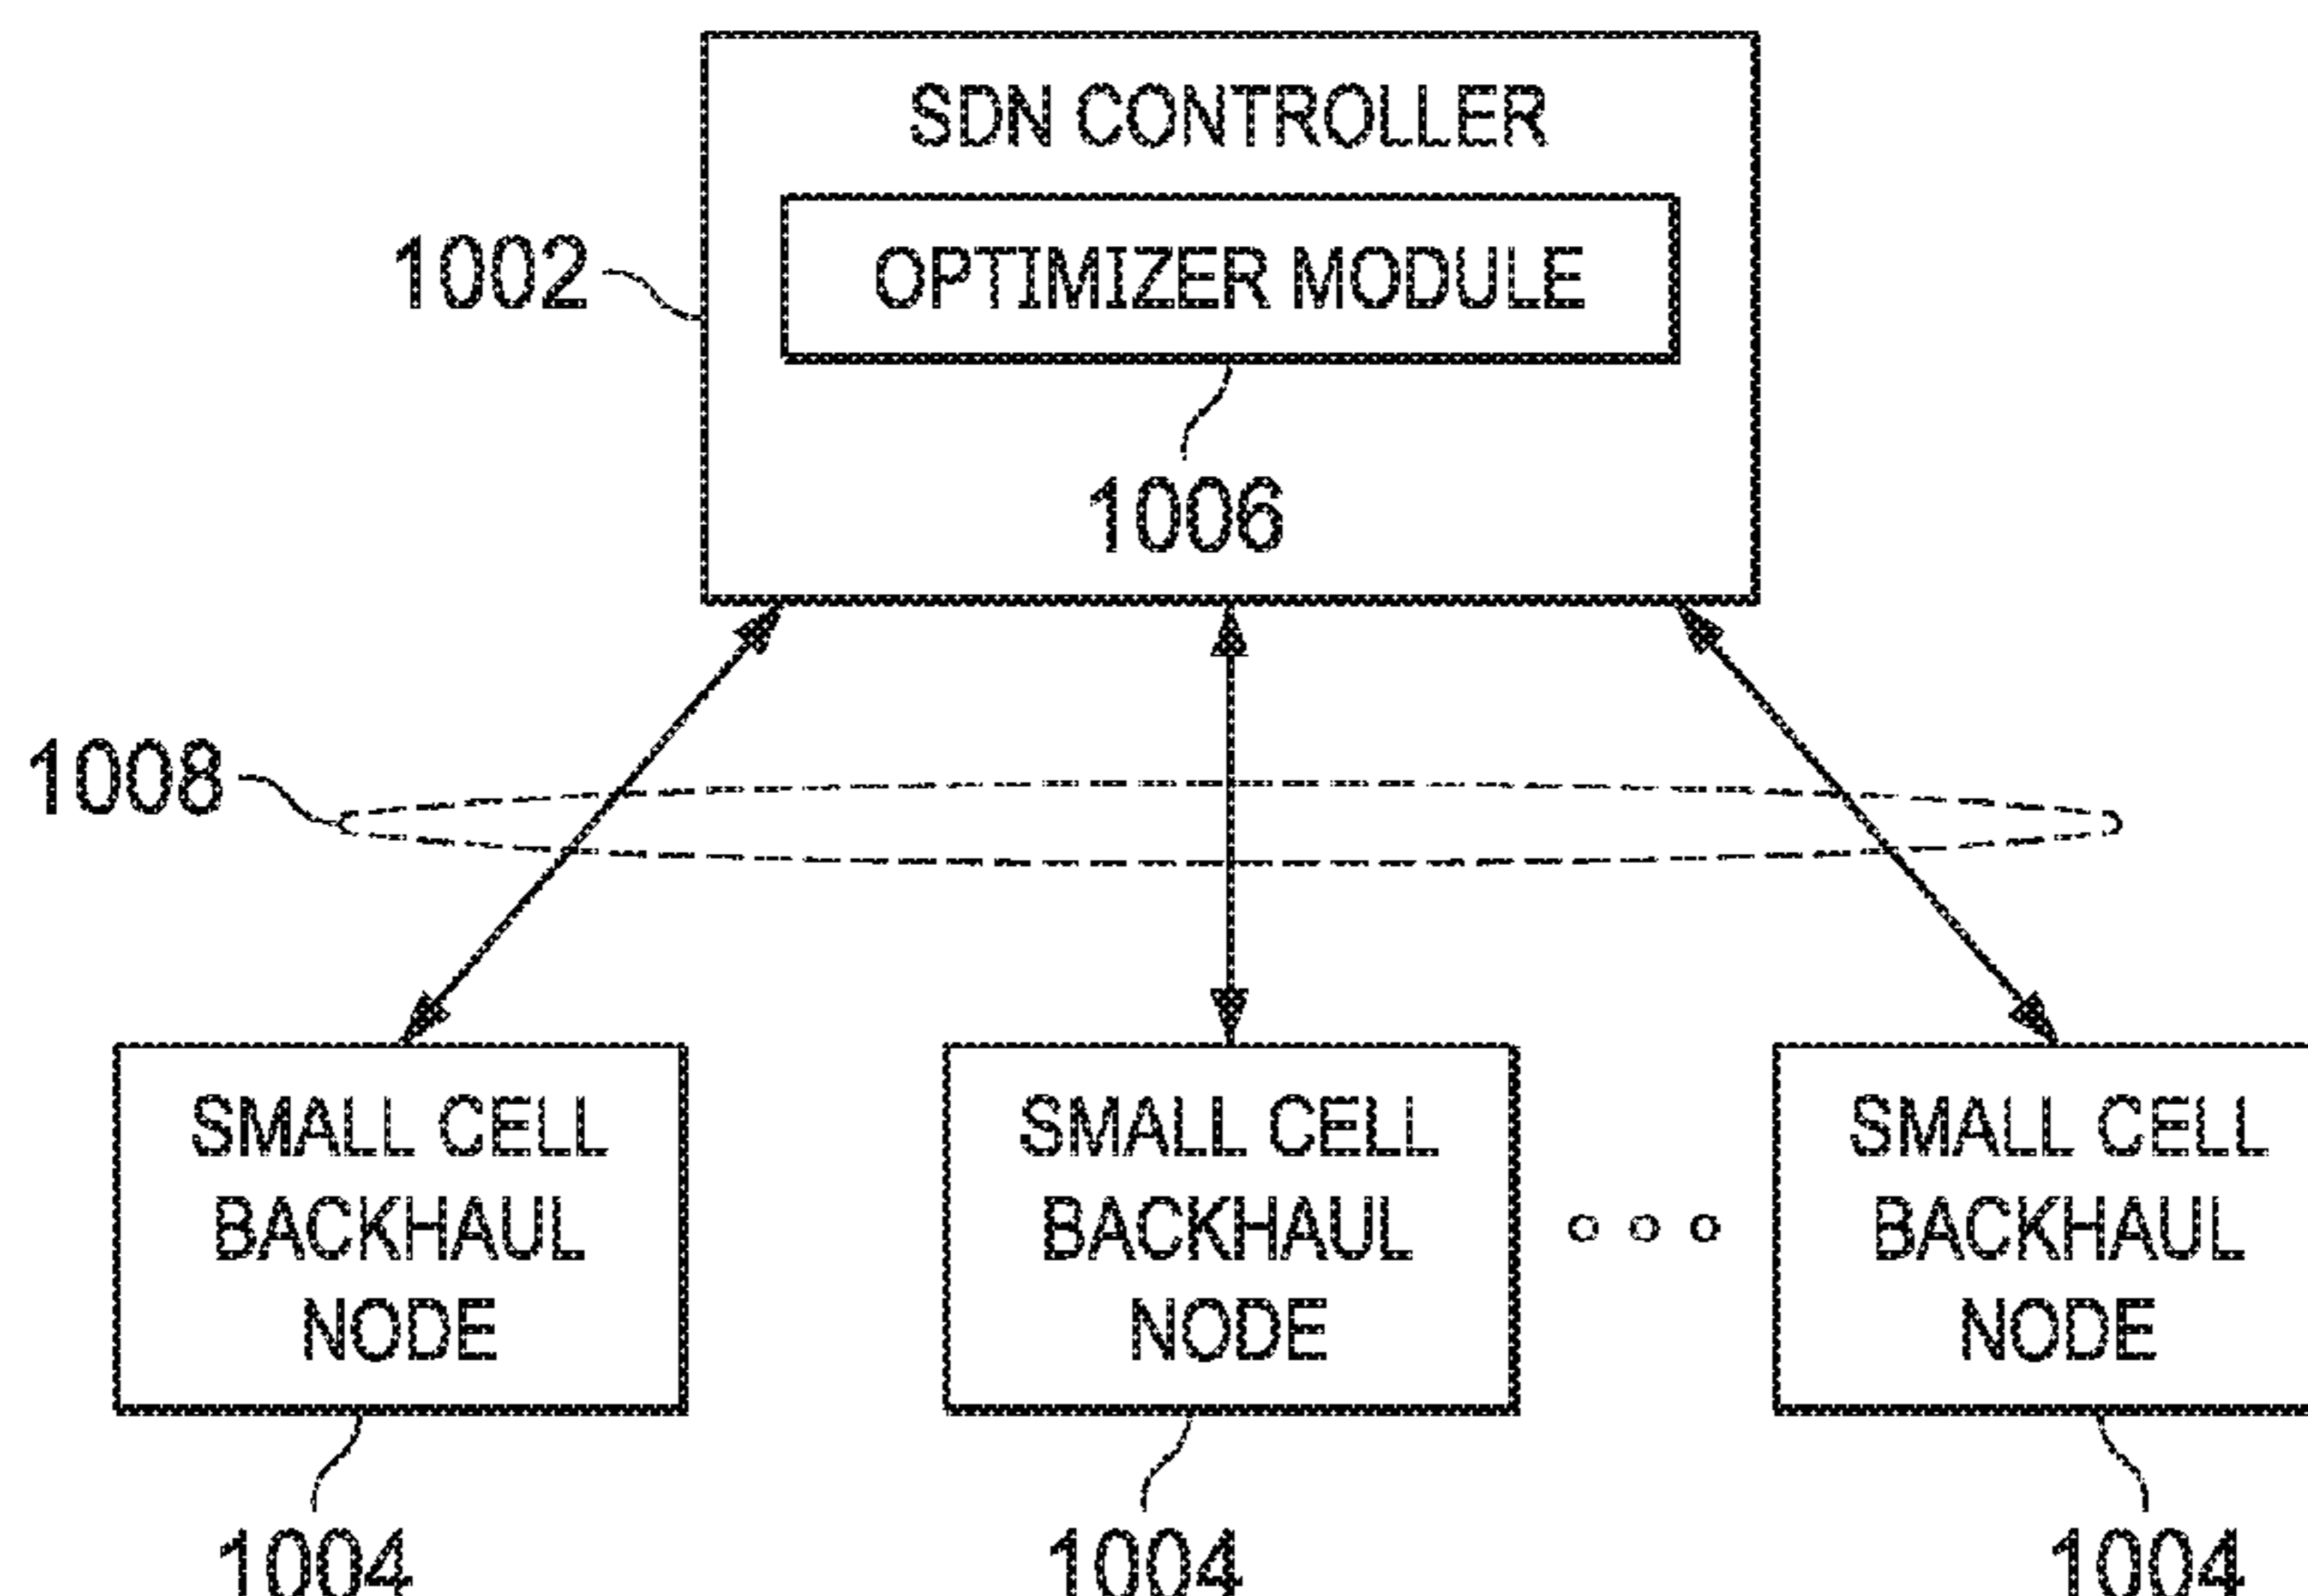 SDN CONTROLLER
OPTIMIZER MODULE
1002
1006
1008
SMALL CELL
BACKHAUL
NODE
SMALL CELL
BACKHAUL
NODE
SMALL CELL
BACKHAUL
NODE
1004
1004
1004